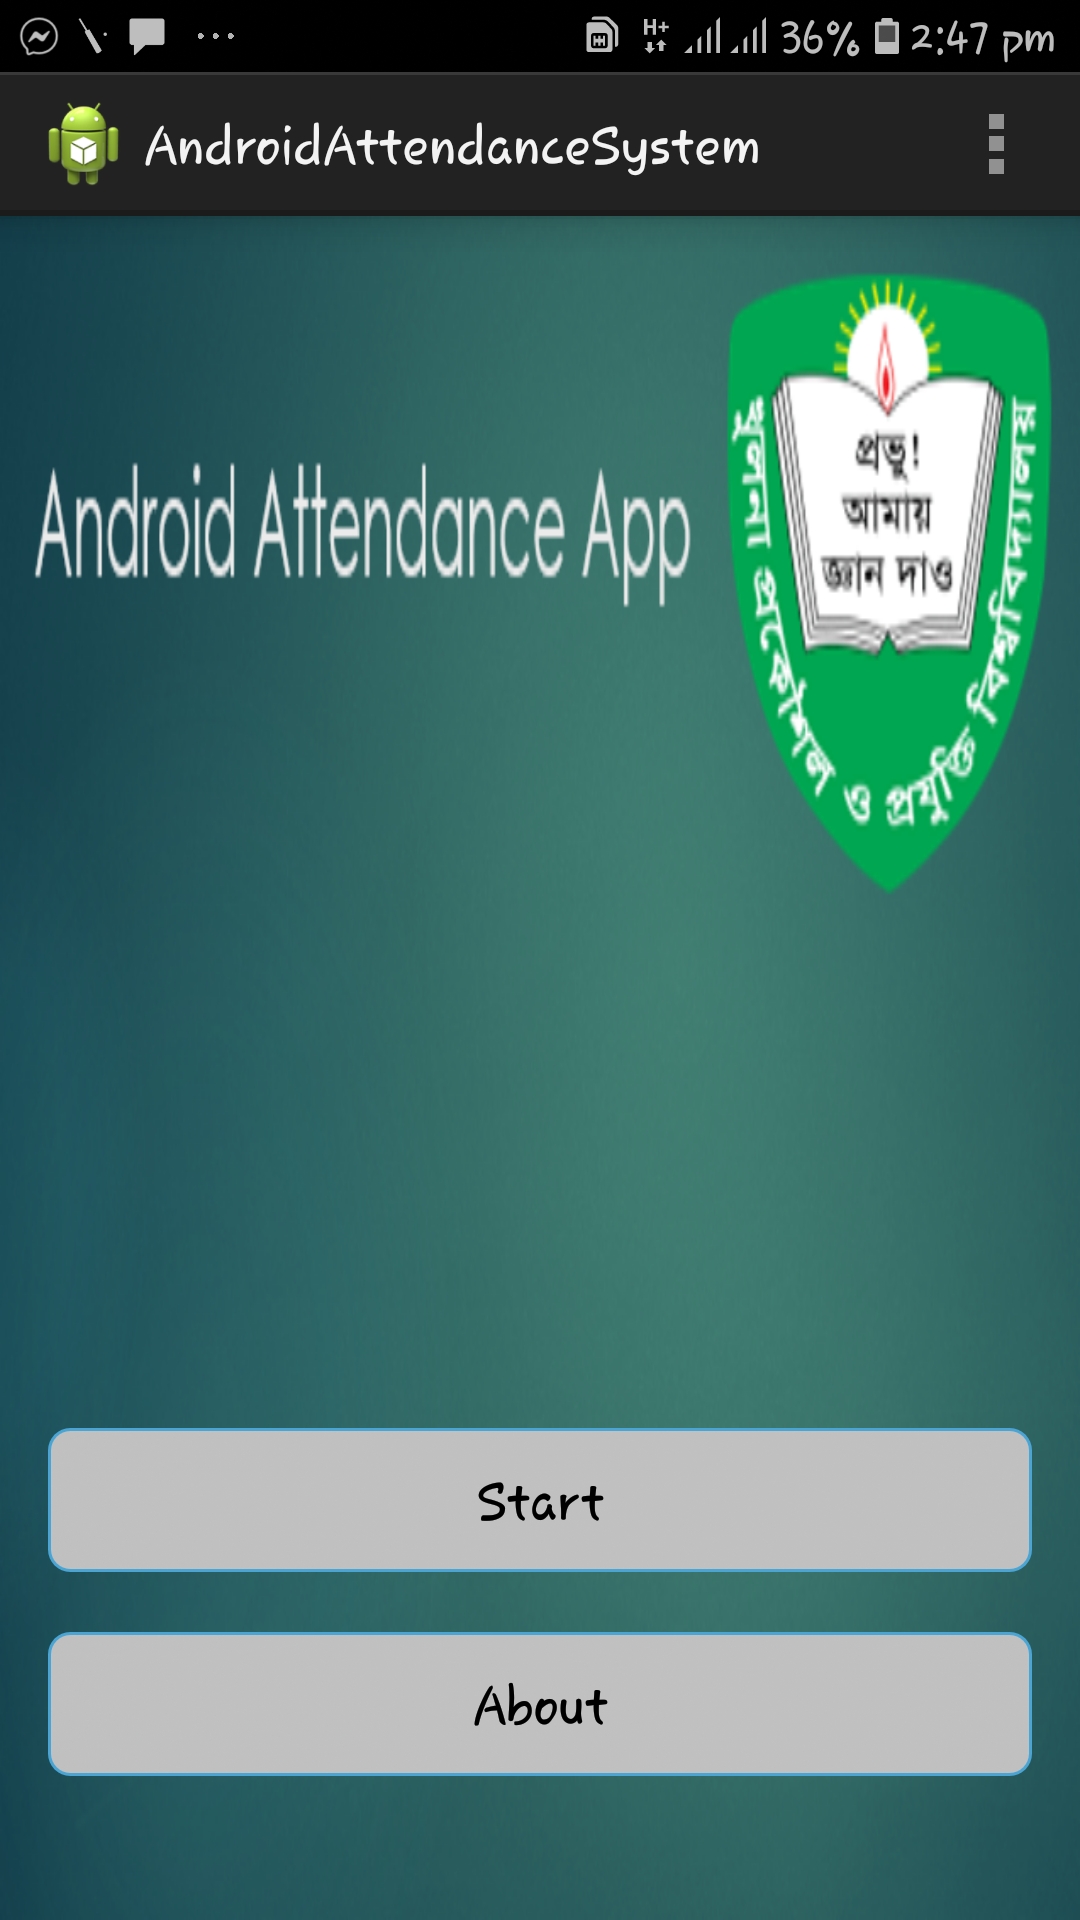 H+ 36% 2:47 pm
AndroidAttendanceSystem
Android Attendance App
প্রভু!
আমায়
জ্ঞান দাও
খুলনা প্রকৌশল ও প্রযুক্তি বিশ্ববিদ্যালয়
Start
About